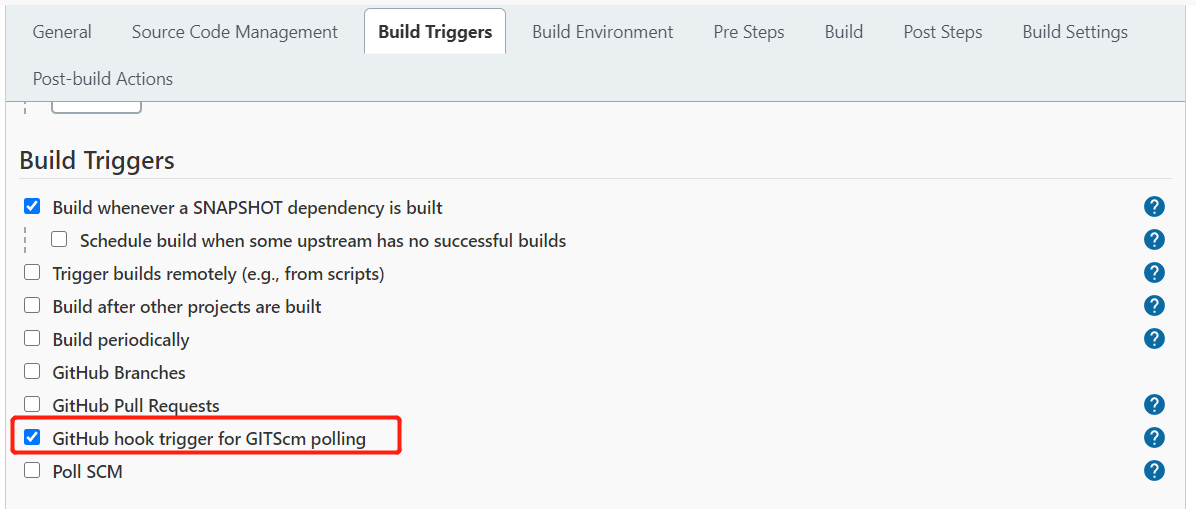 General Source Code Management Build Triggers Build Environment Pre Steps Build Post Steps Build Settings
Post-build Actions
Build Triggers
Build whenever a SNAPSHOT dependency is built ?
Schedule build when some upstream has no successful builds ?
Trigger builds remotely (e.g., from scripts) ?
Build after other projects are built ?
Build periodically ?
GitHub Branches
GitHub Pull Requests ?
GitHub hook trigger for GITScm polling ?
Poll SCM ?